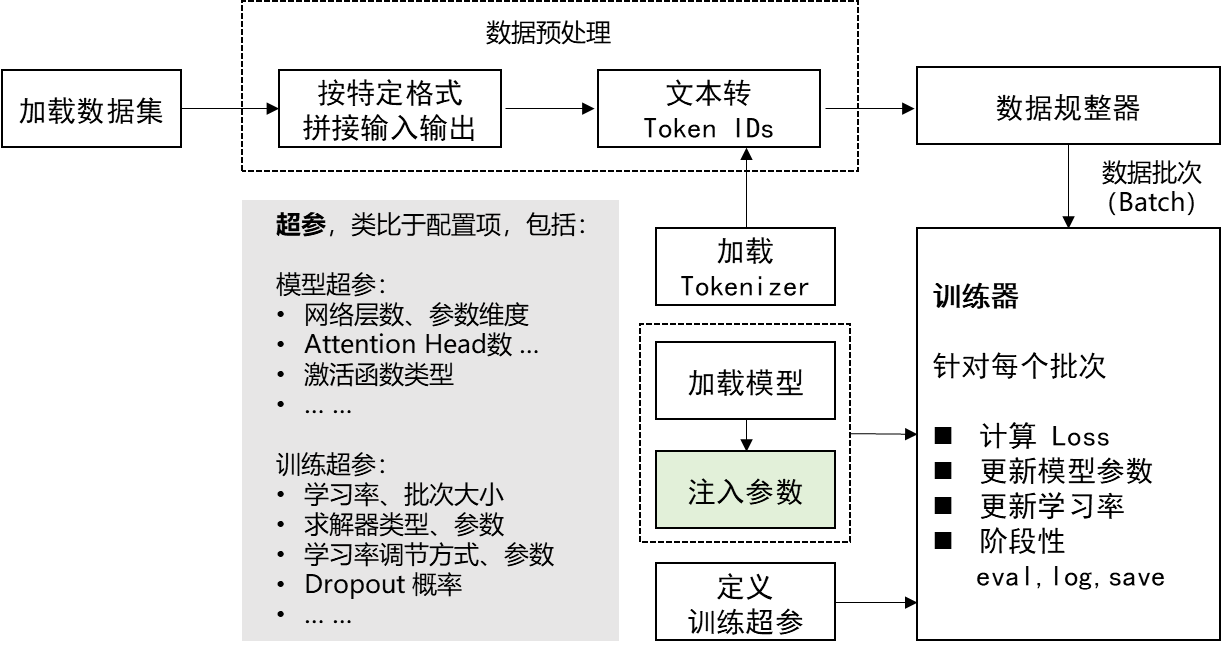 数据预处理
加载数据集
按特定格式
拼接输入输出
文本转
Token IDs
数据规整器
数据批次
（Batch）
加载
Tokenizer
超参，类比于配置项，包括：
模型超参：
• 网络层数、参数维度
• Attention Head数 ...
• 激活函数类型
• ... ...
训练超参：
• 学习率、批次大小
• 求解器类型、参数
• 学习率调节方式、参数
• Dropout 概率
• ... ...
加载模型
注入参数
定义
训练超参
训练器
针对每个批次
■ 计算 Loss
■ 更新模型参数
■ 更新学习率
■ 阶段性
eval,log,save